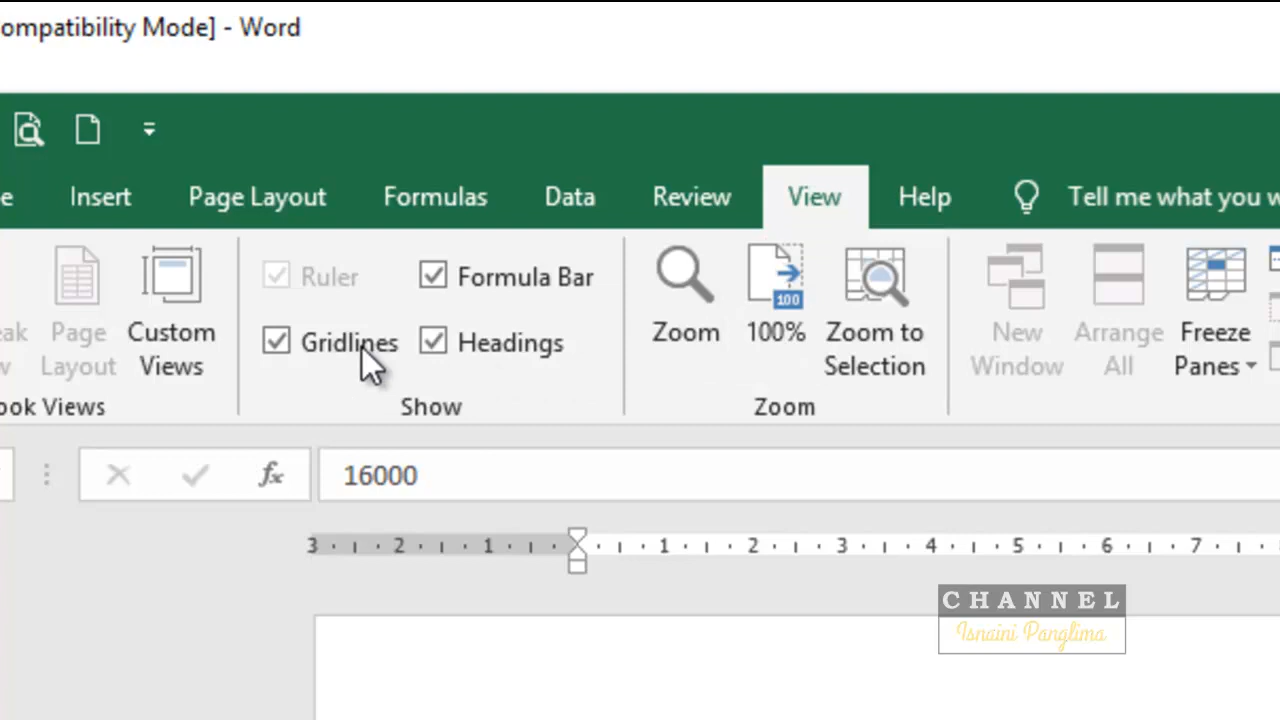 ompatibility Mode] - Word
e Insert Page Layout Formulas Data Review View Help Tell me what you w
Ruler Formula Bar
Gridlines Headings
eak Page Custom Zoom 100% Zoom to New Arrange Freeze
w Layout Views Selection Window All Panes
100
ook Views Show Zoom
fx 16000
3 2 1 1 2 3 4 5 6 7
CHANNEL
Isnaini Panglima